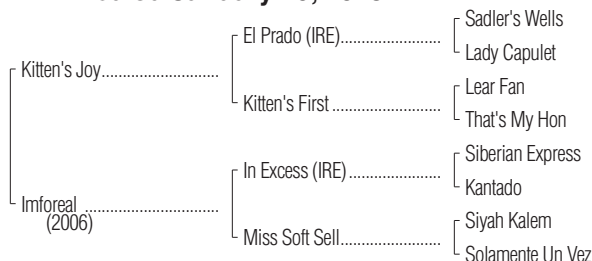 Sadler's Wells
El Prado (IRE)
Lady Capulet
Kitten's Joy
Lear Fan
Kitten's First
That's My Hon
Siberian Express
In Excess (IRE)
Kantado
Imforeal
(2006)
Siyah Kalem
Miss Soft Sell
Solamente Un Vez